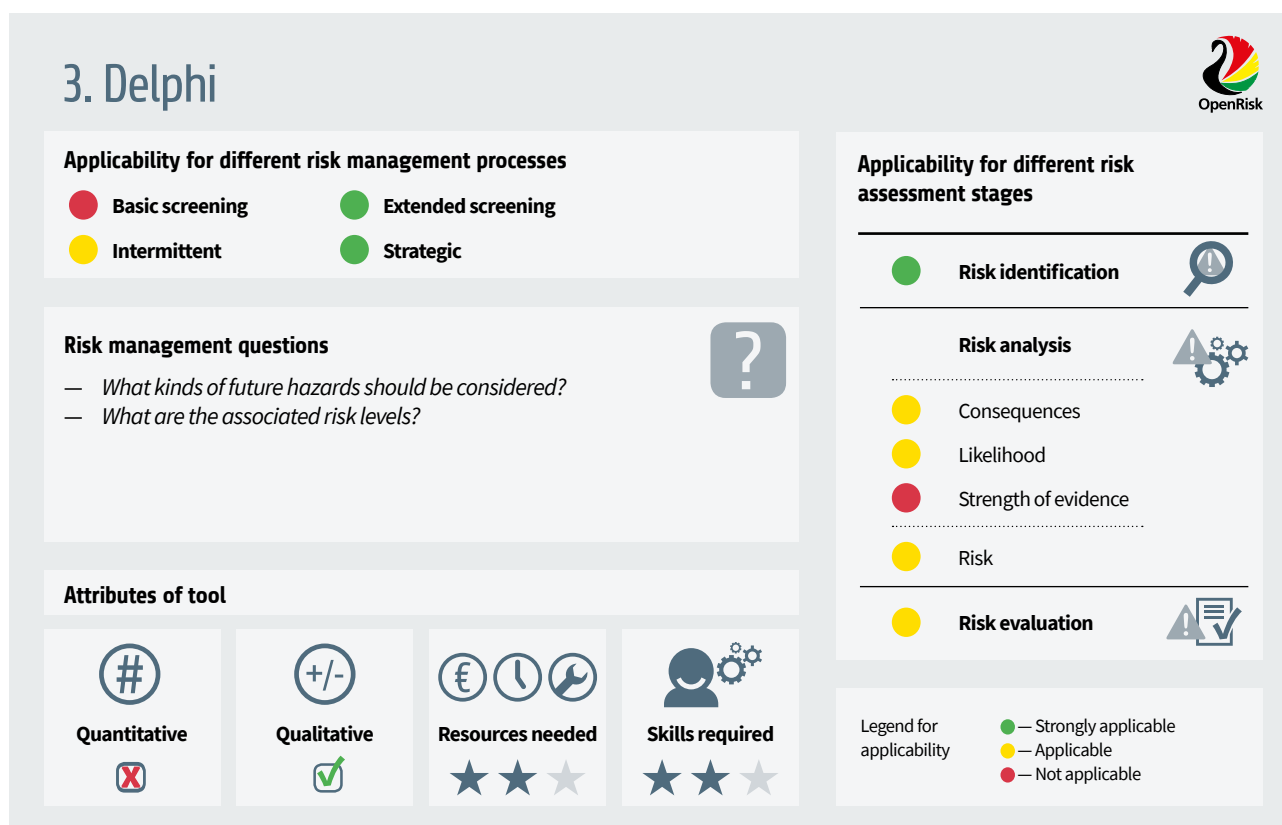 3. Delphi
OpenRisk
Applicability for different risk management processes
Basic screening
Extended screening
Intermittent
Strategic
Risk management questions
— What kinds of future hazards should be considered?
— What are the associated risk levels?
?
Attributes of tool
#
Quantitative
X
+/-
Qualitative
€
Resources needed
Skills required
Applicability for different risk
assessment stages
Risk identification
Risk analysis
Consequences
Likelihood
Strength of evidence
Risk
Risk evaluation
Legend for
applicability
— Strongly applicable
— Applicable
— Not applicable